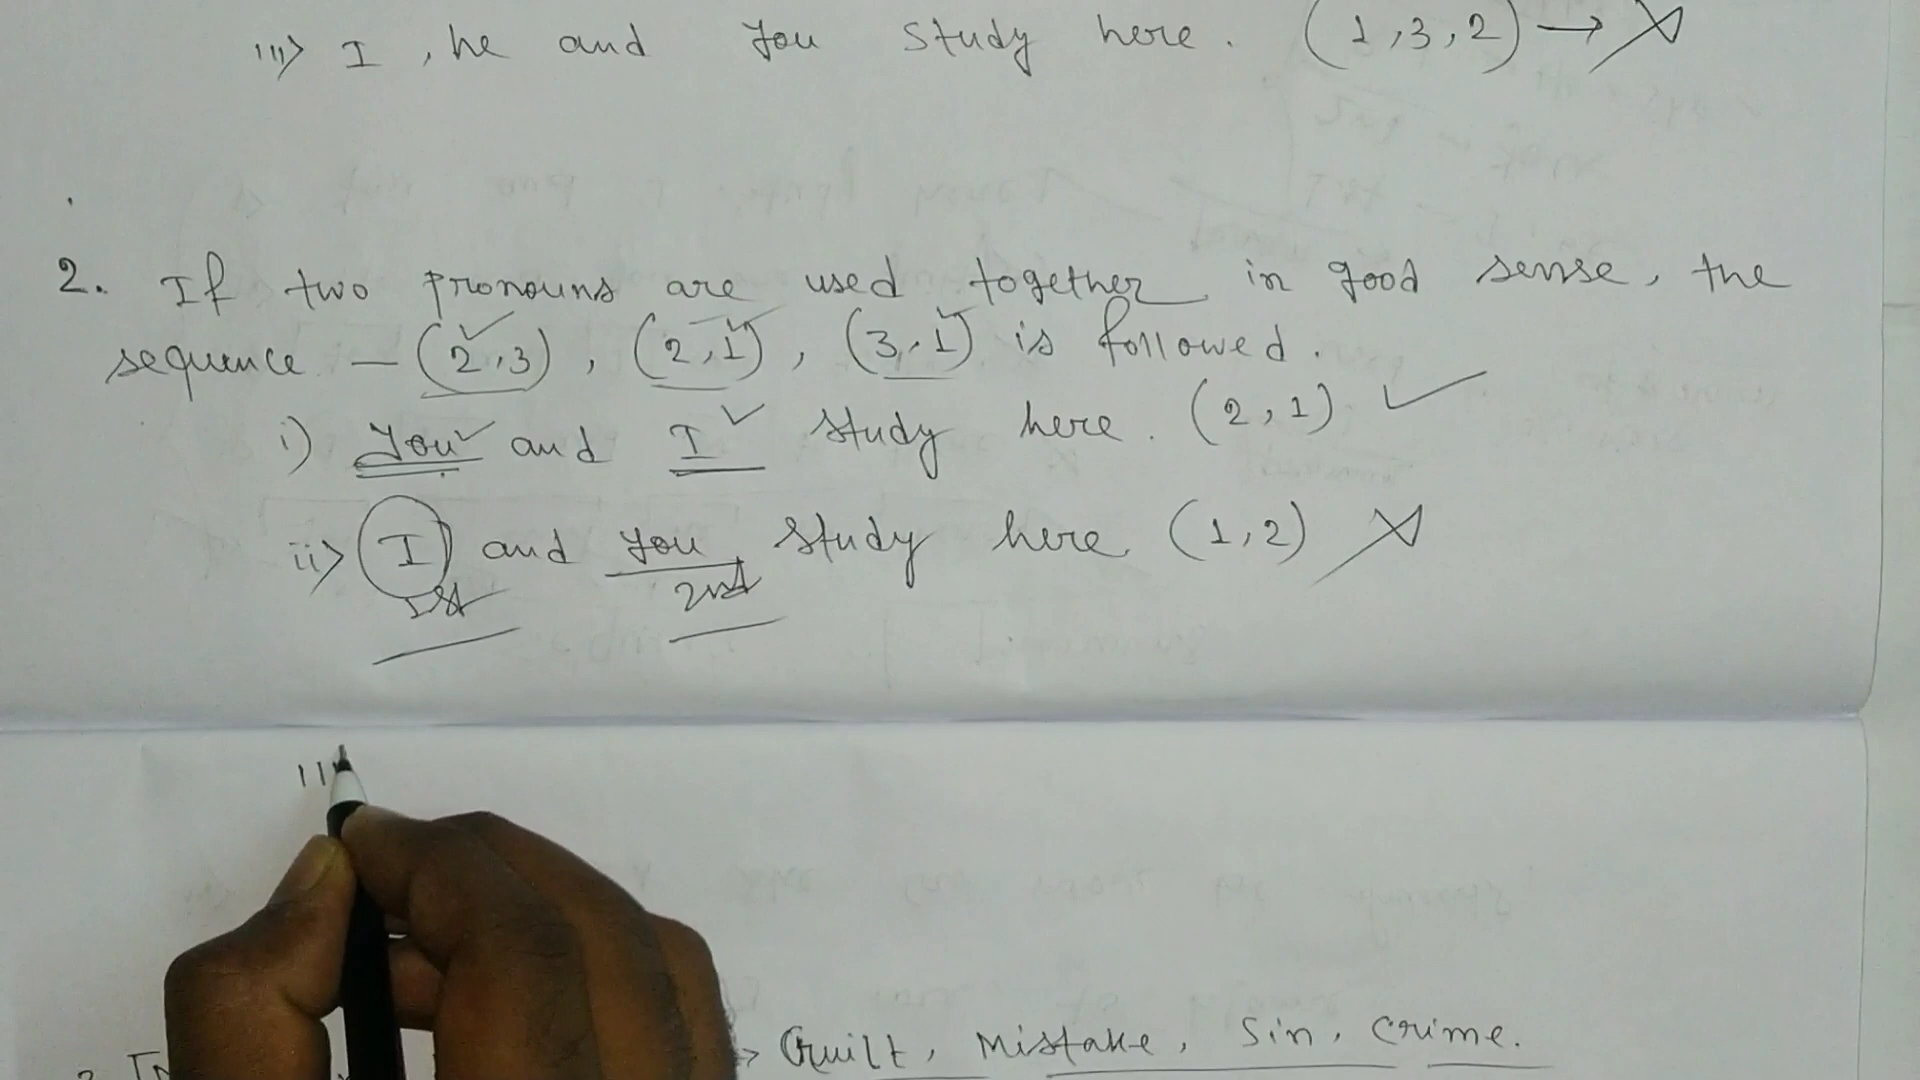 iii) I, he and you study here. (1,3,2) →
2. If two pronouns are used together in good sense, the
sequence - (2,3), (2,1), (3,1) is followed.
i) You and I study here. (2,1) ✓
ii) I and you study here (1,2)
1st 2nd
Guilt, Mistake, Sin, Crime.